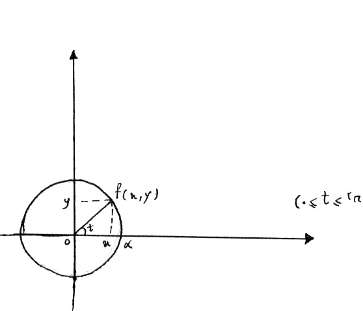 f(x,y)
(۰ ≤ t ≤ ۲π
y
t
o x α